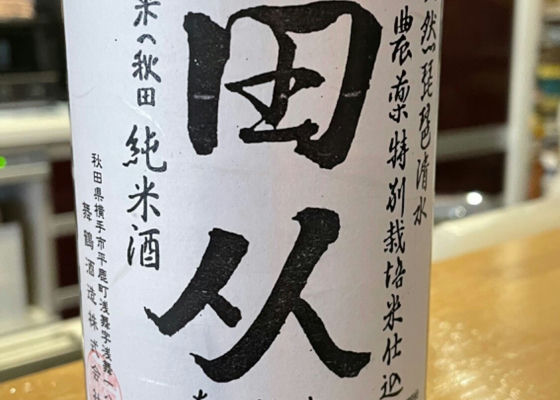 然琵琶清水
農薬特別栽培米仕込
田从
米(秋田
純米酒
秋田県横手市平鹿町浅舞字浅舞一
舞鶴酒造株式会社